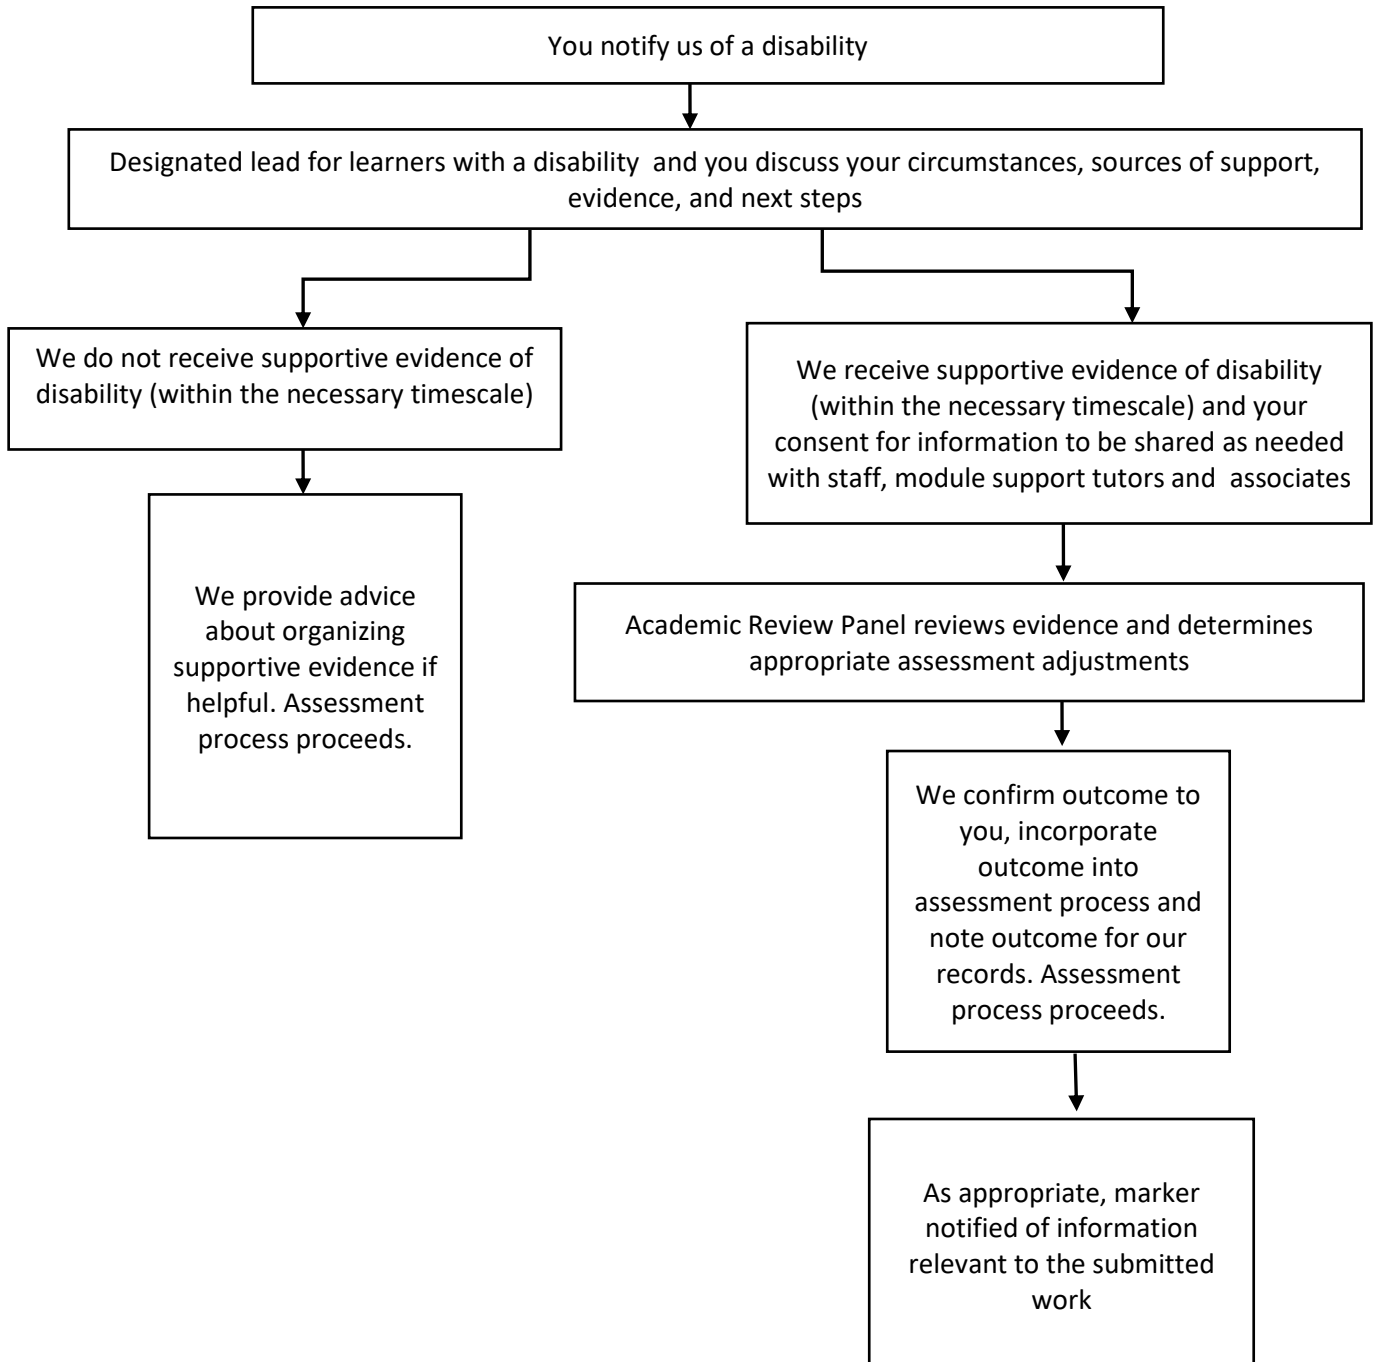 You notify us of a disability
Designated lead for learners with a disability  and you discuss your circumstances, sources of support,
evidence, and next steps
We do not receive supportive evidence of
disability (within the necessary timescale)
We receive supportive evidence of disability
(within the necessary timescale) and your
consent for information to be shared as needed
with staff, module support tutors and  associates
We provide advice
about organizing
supportive evidence if
helpful. Assessment
process proceeds.
Academic Review Panel reviews evidence and determines
appropriate assessment adjustments
We confirm outcome to
you, incorporate
outcome into
assessment process and
note outcome for our
records. Assessment
process proceeds.
As appropriate, marker
notified of information
relevant to the submitted
work